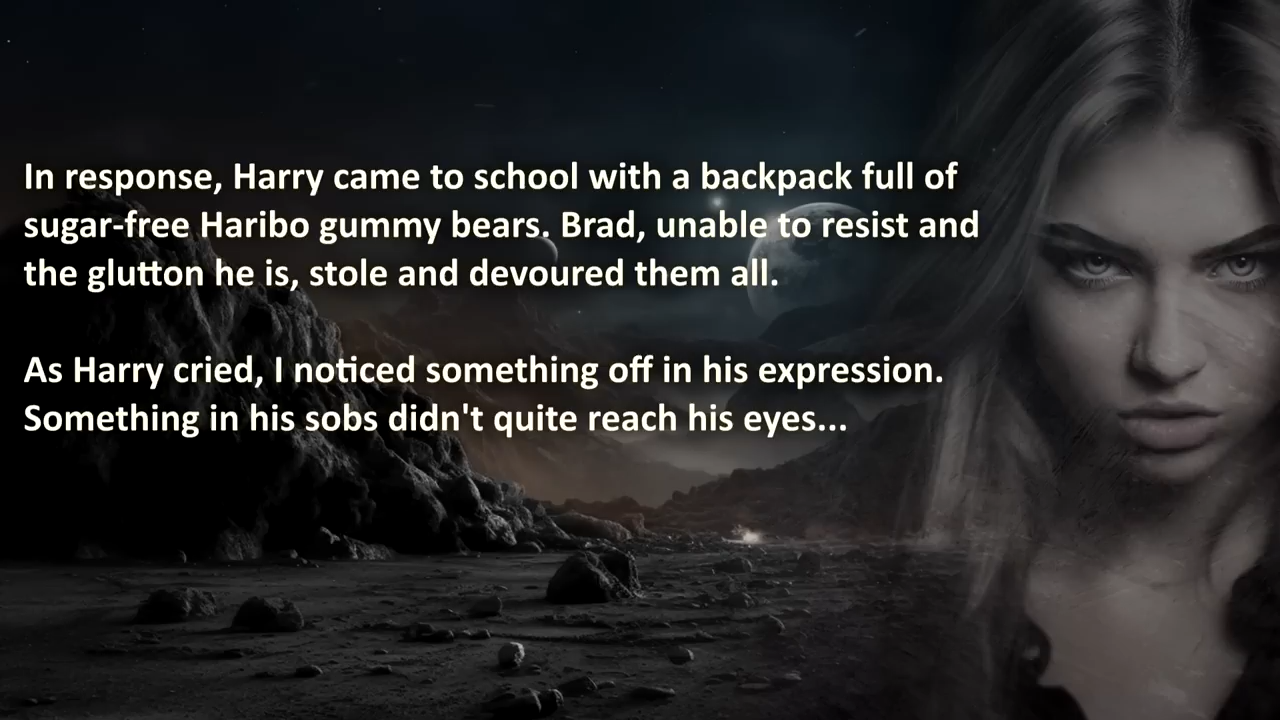 In response, Harry came to school with a backpack full of
sugar-free Haribo gummy bears. Brad, unable to resist and
the glutton he is, stole and devoured them all.
As Harry cried, I noticed something off in his expression.
Something in his sobs didn't quite reach his eyes...